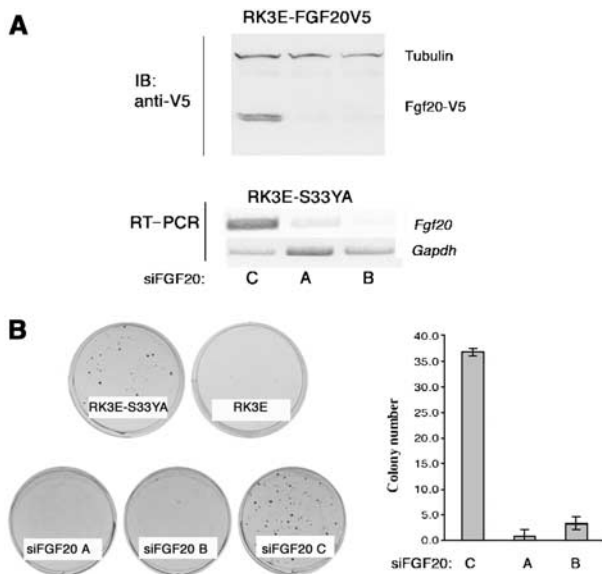 A
RK3E-FGF20V5
IB:
anti-V5
Tubulin
Fgf20-V5
RK3E-S33YA
RT-PCR
Fgf20
Gapdh
siFGF20: C A B
B
RK3E-S33YA RK3E
siFGF20 A siFGF20 B siFGF20 C
40.0
35.0
30.0
25.0
20.0
15.0
10.0
5.0
0.0
Colony number
siFGF20: C A B